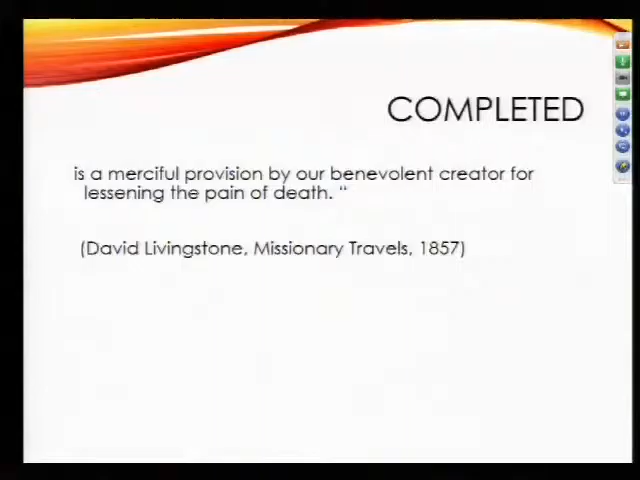 COMPLETED
is a merciful provision by our benevolent creator for
lessening the pain of death. “
(David Livingstone, Missionary Travels, 1857)